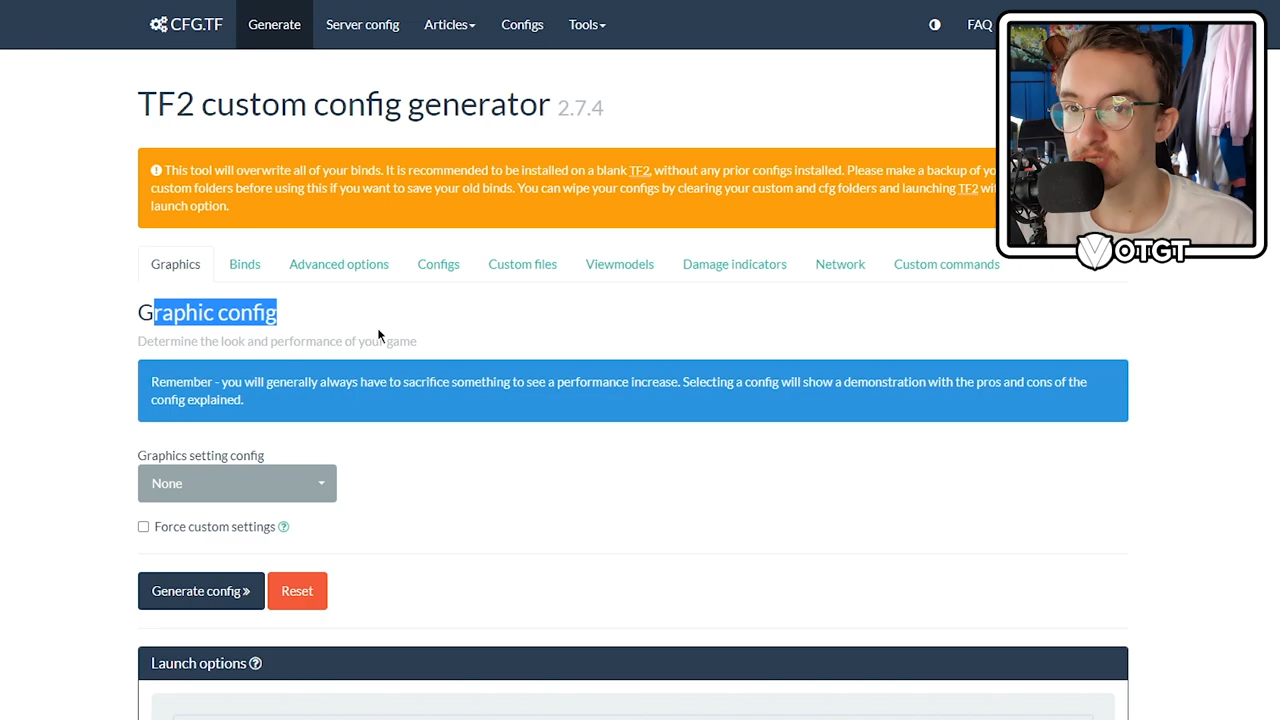 CFG.TF Generate Server config Articles Configs Tools FAQ
TF2 custom config generator 2.7.4
This tool will overwrite all of your binds. It is recommended to be installed on a blank TF2, without any prior configs installed. Please make a backup of
custom folders before using this if you want to save your old binds. You can wipe your configs by clearing your custom and cfg folders and launching TF2
launch option.
VOTGT
Graphics Binds Advanced options Configs Custom files Viewmodels Damage indicators Network Custom commands
Graphic config
Determine the look and performance of your game
Remember - you will generally always have to sacrifice something to see a performance increase. Selecting a config will show a demonstration with the pros and cons of the
config explained.
Graphics setting config
None
Force custom settings ?
Generate config » Reset
Launch options ?